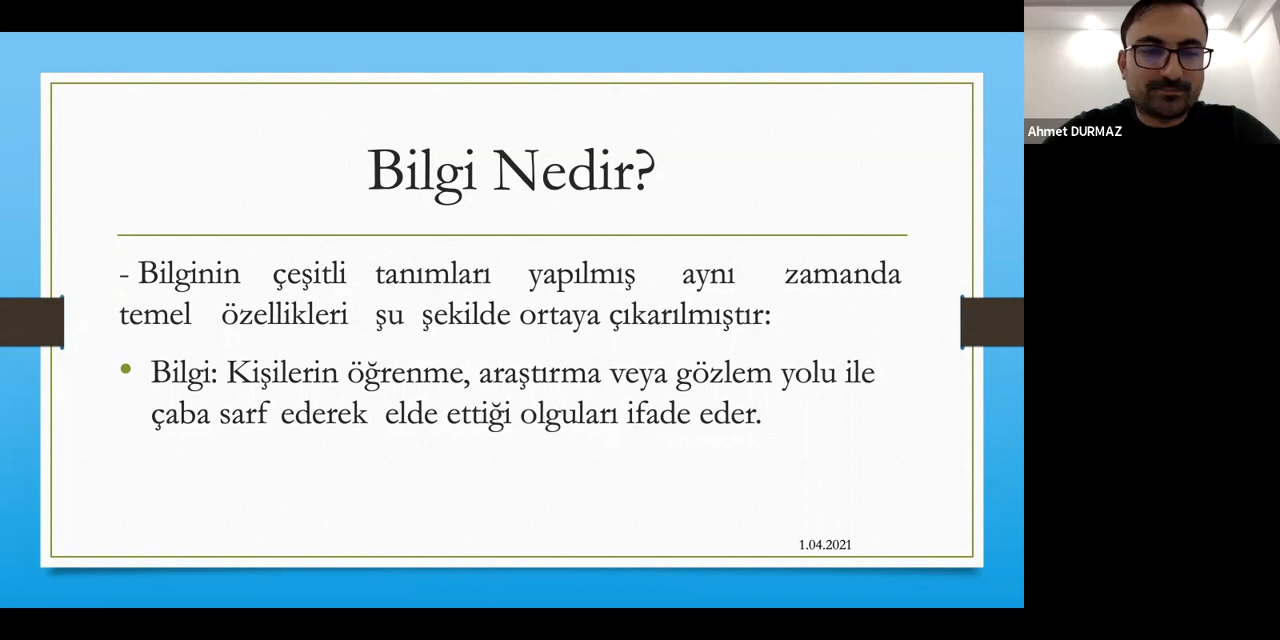 Bilgi Nedir?
- Bilginin çeşitli tanımları yapılmış aynı zamanda
temel özellikleri şu şekilde ortaya çıkarılmıştır:
• Bilgi: Kişilerin öğrenme, araştırma veya gözlem yolu ile
çaba sarf ederek elde ettiği olguları ifade eder.
1.04.2021
Ahmet DURMAZ